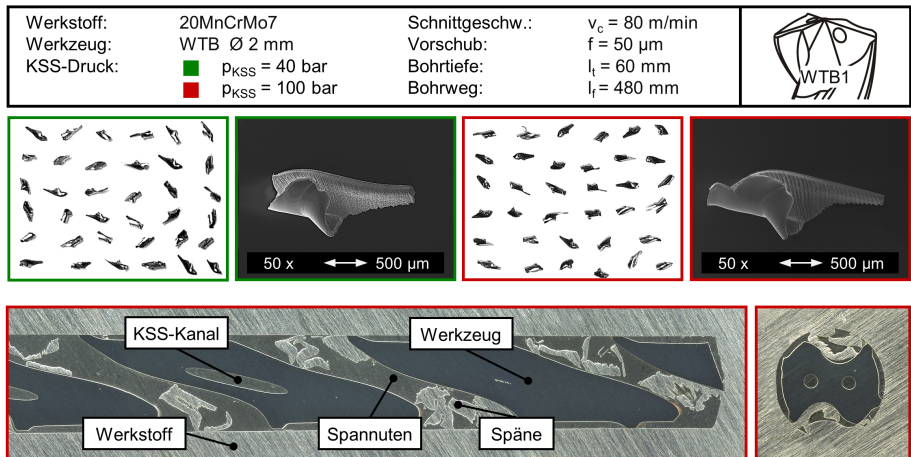 Werkstoff: 20MnCrMo7 Schnittgeschw.: v_c = 80 m/min
Werkzeug: WTB Ø 2 mm Vorschub: f = 50 µm
KSS-Druck: p_KSS = 40 bar Bohrtiefe: l_t = 60 mm
p_KSS = 100 bar Bohrweg: l_f = 480 mm
WTB1
50 x 500 µm
50 x 500 µm
KSS-Kanal
Werkzeug
Werkstoff
Spannuten
Späne